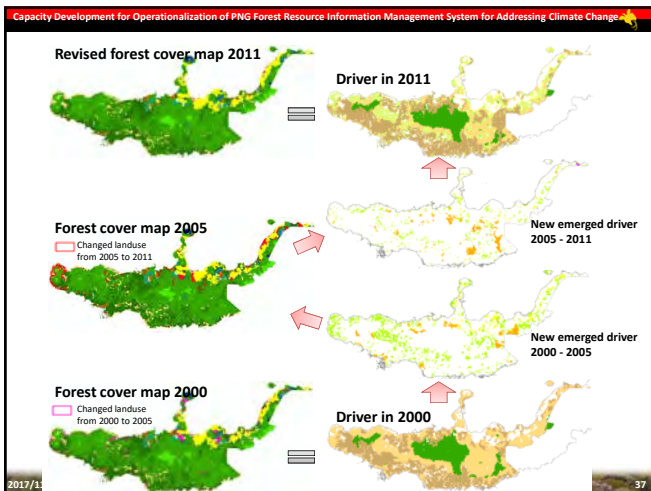 Capacity Development for Operationalization of PNG Forest Resource Information Management System for Addressing Climate Change
Revised forest cover map 2011
Driver in 2011
Forest cover map 2005
Changed landuse
from 2005 to 2011
New emerged driver
2005 - 2011
New emerged driver
2000 - 2005
Forest cover map 2000
Changed landuse
from 2000 to 2005
Driver in 2000
37